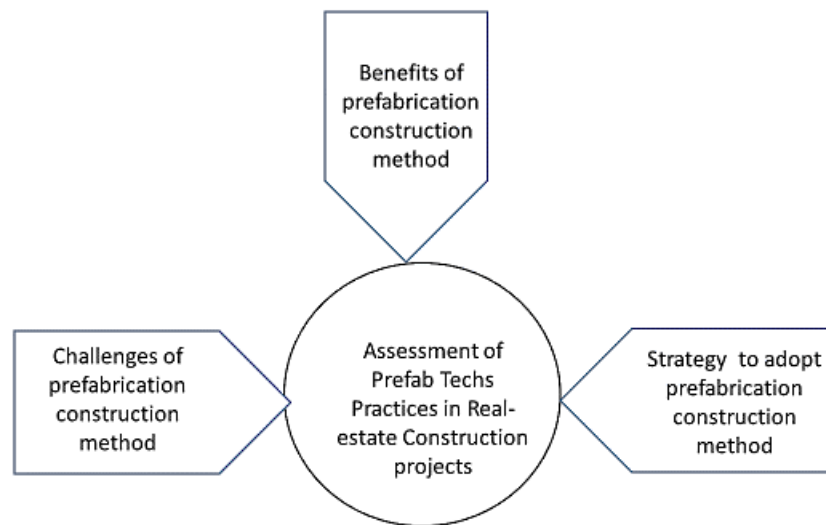 Benefits of
prefabrication
construction
method
Challenges of
prefabrication
construction
method
Assessment of
Prefab Techs
Practices in Real-
estate Construction
projects
Strategy to adopt
prefabrication
construction
method